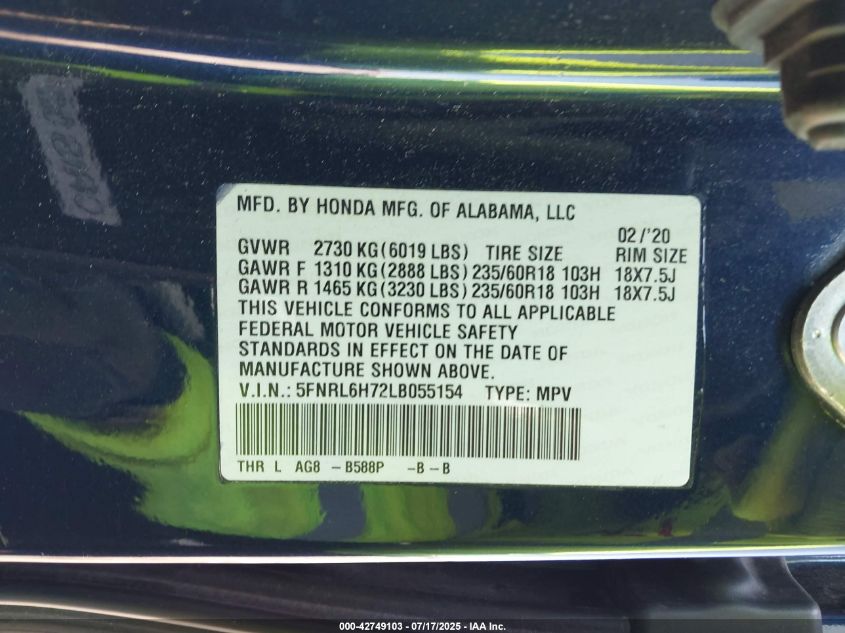 MFD. BY HONDA MFG. OF ALABAMA, LLC
02/'20
GVWR 2730 KG(6019 LBS) TIRE SIZE RIM SIZE
GAWR F 1310 KG(2888 LBS) 235/60R18 103H 18X7.5J
GAWR R 1465 KG(3230 LBS) 235/60R18 103H 18X7.5J
THIS VEHICLE CONFORMS TO ALL APPLICABLE
FEDERAL MOTOR VEHICLE SAFETY
STANDARDS IN EFFECT ON THE DATE OF
MANUFACTURE SHOWN ABOVE.
V.I.N.: 5FNRL6H72LB055154 TYPE: MPV
THR L AG8 -B588P -B-B
000-42749103 - 07/17/2025 - IAA Inc.